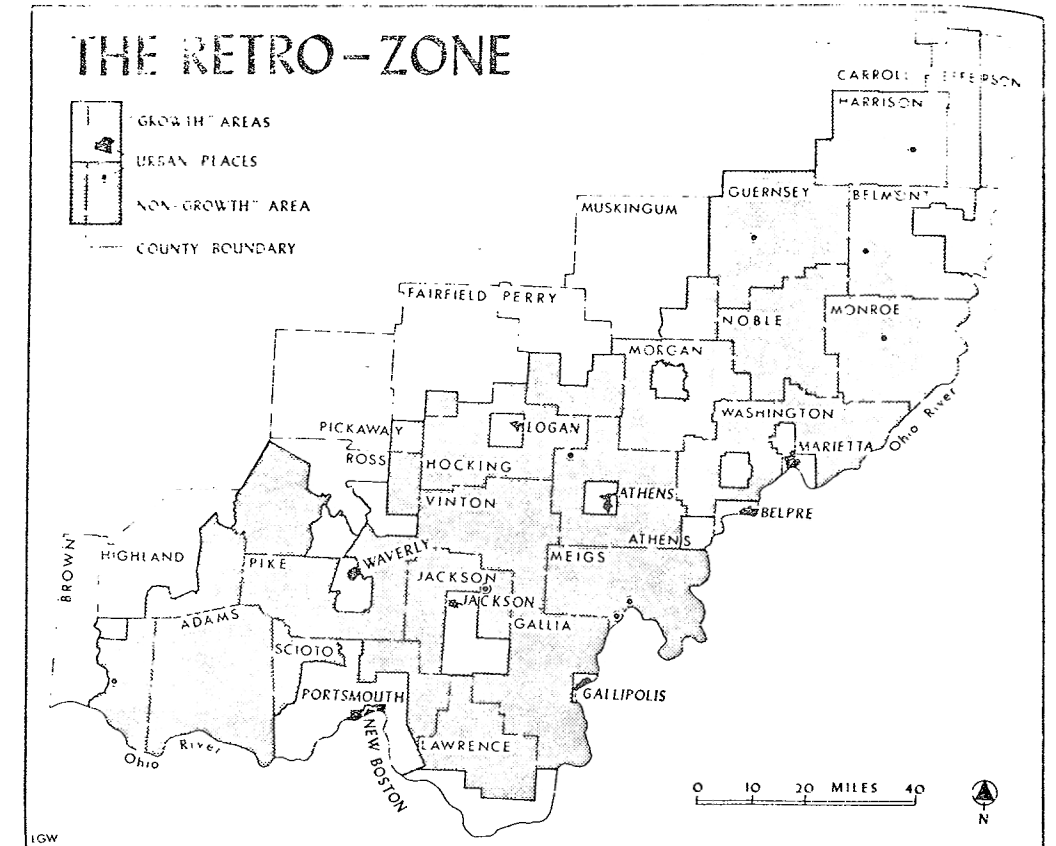 THE RETRO-ZONE
"GROWTH" AREAS
URBAN PLACES
"NON-GROWTH" AREA
COUNTY BOUNDARY
CARROLL
JEFFERSON
HARRISON
GUERNSEY
BELMONT
MUSKINGUM
FAIRFIELD
PERRY
NOBLE
MONROE
MORGAN
WASHINGTON
PICKAWAY
LOGAN
MARIETTA
Ohio River
ROSS
HOCKING
VINTON
ATHENS
BELPRE
ATHENS
HIGHLAND
BROWN
PIKE
WAVERLY
MEIGS
JACKSON
JACKSON
ADAMS
GALLIA
SCIOTO
PORTSMOUTH
GALLIPOLIS
NEW BOSTON
LAWRENCE
Ohio River
0 10 20 MILES 40
N
IGW